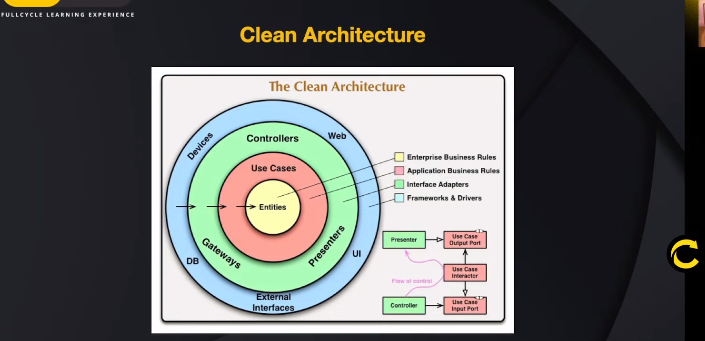 FULLCYCLE LEARNING EXPERIENCE
Clean Architecture
The Clean Architecture
Devices
Web
Controllers
Use Cases
Entities
Gateways
Presenters
DB
UI
External
Interfaces
Enterprise Business Rules
Application Business Rules
Interface Adapters
Frameworks & Drivers
Presenter
Use Case
Output Port
Flow of control
Use Case
Interactor
Controller
Use Case
Input Port